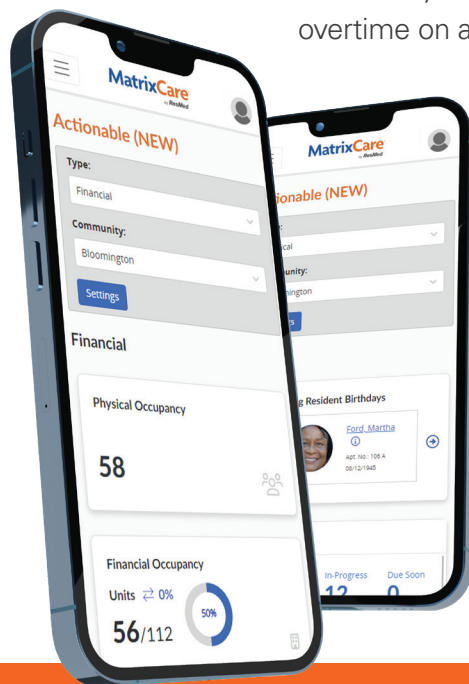 overtime on a
MatrixCare
by ResMed
Actionable (NEW)
Type:
Financial
Community:
Bloomington
Settings
Financial
Physical Occupancy
58
Financial Occupancy
Units ⇄ 0%
56/112
50%
MatrixCare
by ResMed
ionable (NEW)
ical
unity:
mington
gs
g Resident Birthdays
Ford, Martha
Apt. No.: 106 A
08/12/1945
In-Progress Due Soon
12 0